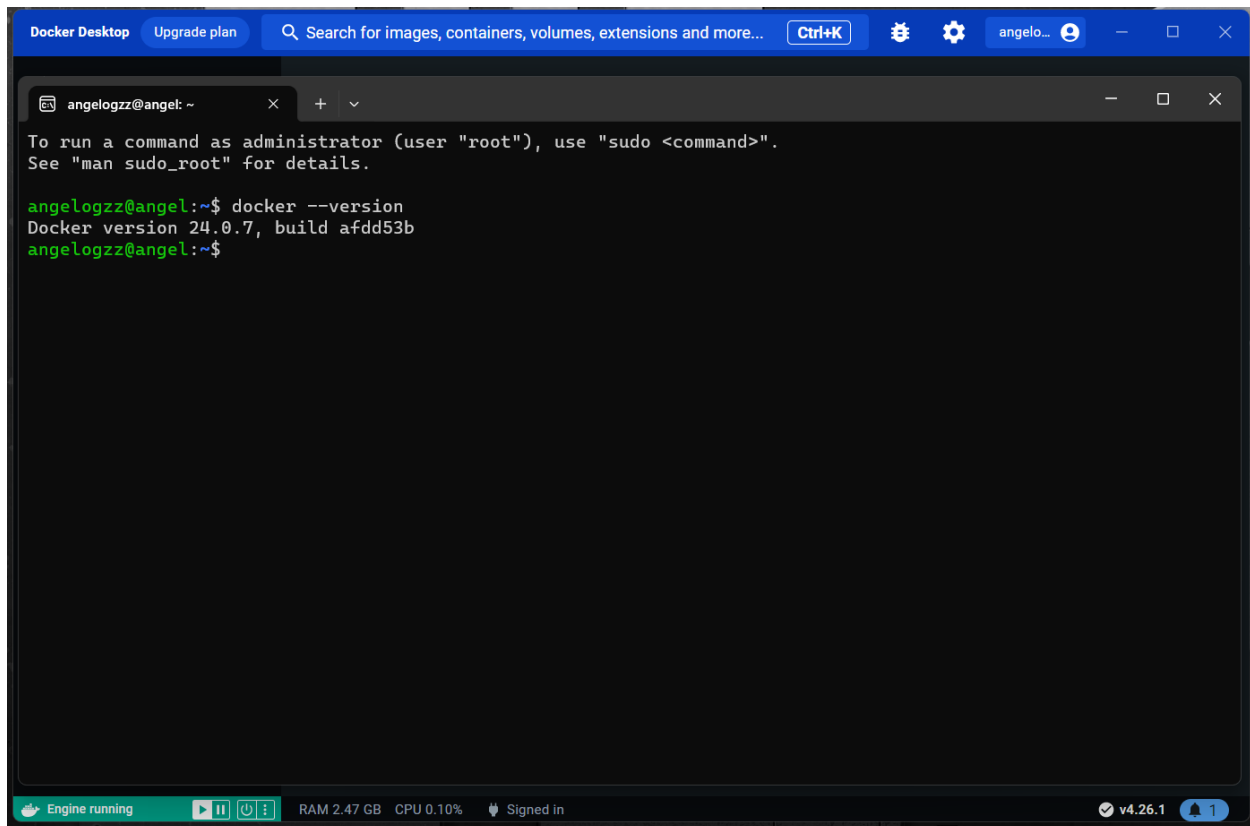 Docker Desktop Upgrade plan Search for images, containers, volumes, extensions and more... Ctrl+K angelo...
angelogzz@angel: ~
To run a command as administrator (user "root"), use "sudo <command>".
See "man sudo_root" for details.
angelogzz@angel:~$ docker --version
Docker version 24.0.7, build afdd53b
angelogzz@angel:~$
Engine running RAM 2.47 GB CPU 0.10% Signed in v4.26.1 1